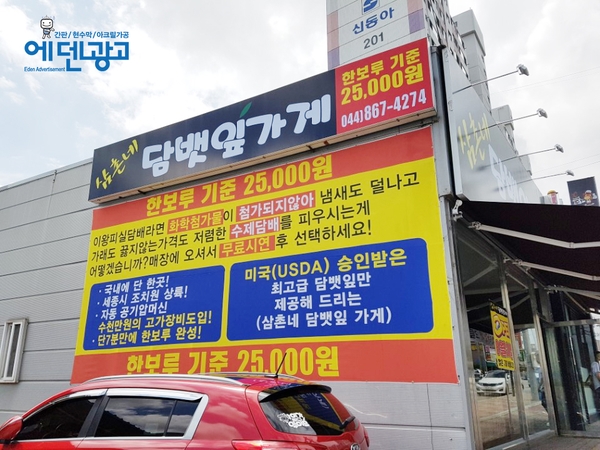 간판/현수막/아크릴가공
에덴광고
Eden Advertisement
신동아
201
삼촌네 담뱃잎가게
한보루 기준
25,000원
044)867-4274
삼촌네
한보루 기준 25,000원
이왕피실담배라면 화학첨가물이 첨가되지않아 냄새도 덜나고
가래도 끓지않는가격도 저렴한 수제담배를 피우시는게
어떻겠습니까?매장에 오셔서 무료시연 후 선택하세요!
· 국내에 단 한곳!
· 세종시 조치원 상륙!
· 자동 공기압머신
수천만원의 고가장비도입!
· 단7분만에 한보루 완성!
미국(USDA) 승인받은
최고급 담뱃잎만
제공해 드리는
(삼촌네 담뱃잎 가게)
한보루 기준 25,000원